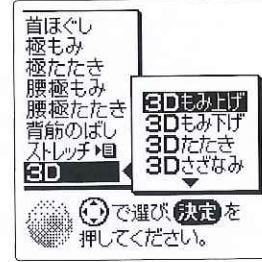 首ほぐし
極もみ
極たたき
腰極もみ
腰極たたき
背筋のばし
ストレッチ
3D
3Dもみ上げ
3Dもみ下げ
3Dたたき
3Dさざなみ
で選び 決定 を
押してください。